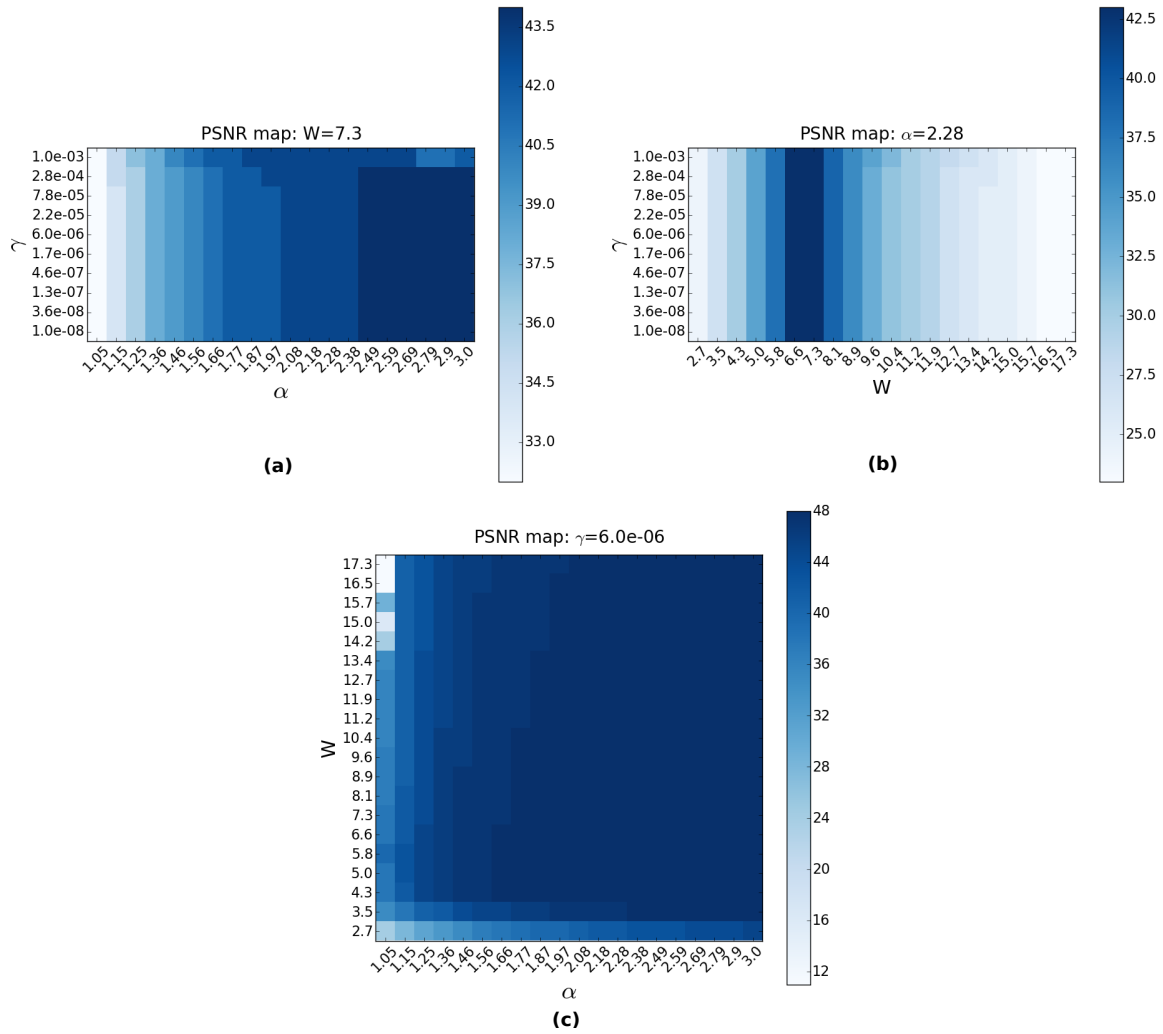 PSNR map: W=7.3
γ
1.0e-03
2.8e-04
7.8e-05
2.2e-05
6.0e-06
1.7e-06
4.6e-07
1.3e-07
3.6e-08
1.0e-08
1.05 1.15 1.25 1.36 1.46 1.56 1.66 1.77 1.87 1.97 2.08 2.18 2.28 2.38 2.49 2.59 2.69 2.79 2.9 3.0
α
43.5
42.0
40.5
39.0
37.5
36.0
34.5
33.0
(a)
PSNR map: α=2.28
γ
1.0e-03
2.8e-04
7.8e-05
2.2e-05
6.0e-06
1.7e-06
4.6e-07
1.3e-07
3.6e-08
1.0e-08
2.7 3.5 4.3 5.0 5.8 6.6 7.3 8.1 8.9 9.6 10.4 11.2 11.9 12.7 13.4 14.2 15.0 15.7 16.5 17.3
W
42.5
40.0
37.5
35.0
32.5
30.0
27.5
25.0
(b)
PSNR map: γ=6.0e-06
W
17.3
16.5
15.7
15.0
14.2
13.4
12.7
11.9
11.2
10.4
9.6
8.9
8.1
7.3
6.6
5.8
5.0
4.3
3.5
2.7
1.05 1.15 1.25 1.36 1.46 1.56 1.66 1.77 1.87 1.97 2.08 2.18 2.28 2.38 2.49 2.59 2.69 2.79 2.9 3.0
α
48
44
40
36
32
28
24
20
16
12
(c)